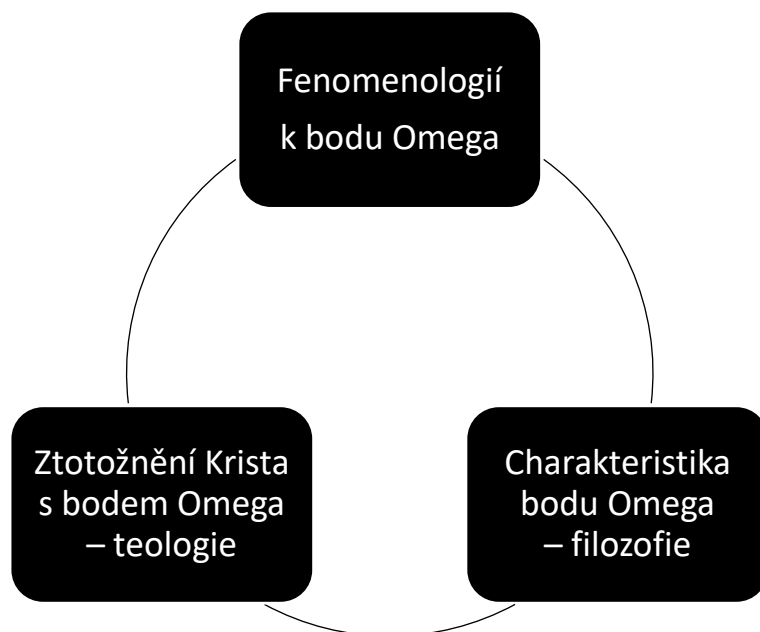 Fenomenologií
k bodu Omega
Ztotožnění Krista
s bodem Omega
– teologie
Charakteristika
bodu Omega
– filozofie